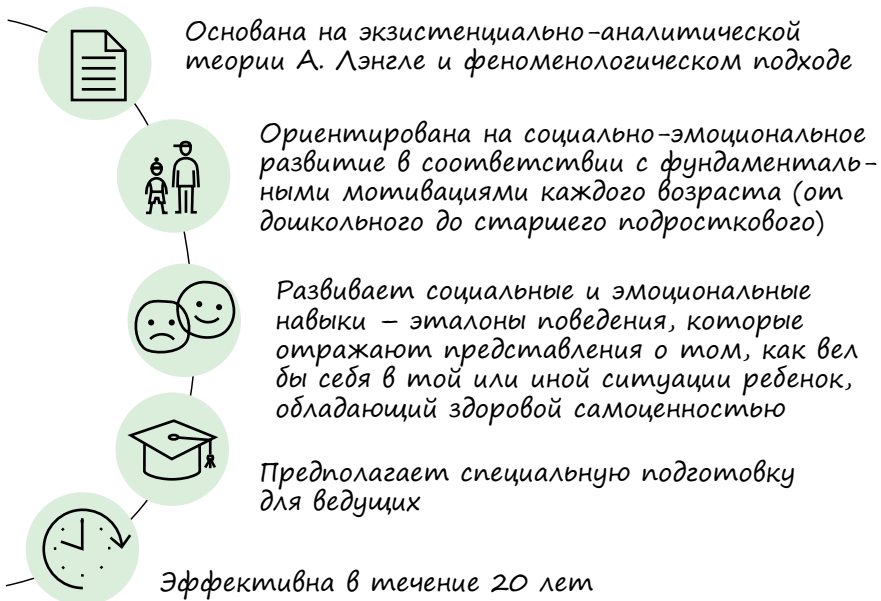 Основана на экзистенциально-аналитической
теории А. Лэнгле и феноменологическом подходе
Ориентирована на социально-эмоциональное
развитие в соответствии с фундаменталь-
ными мотивациями каждого возраста (от
дошкольного до старшего подросткового)
Развивает социальные и эмоциональные
навыки – эталоны поведения, которые
отражают представления о том, как вел
бы себя в той или иной ситуации ребенок,
обладающий здоровой самоценностью
Предполагает специальную подготовку
для ведущих
Эффективна в течение 20 лет